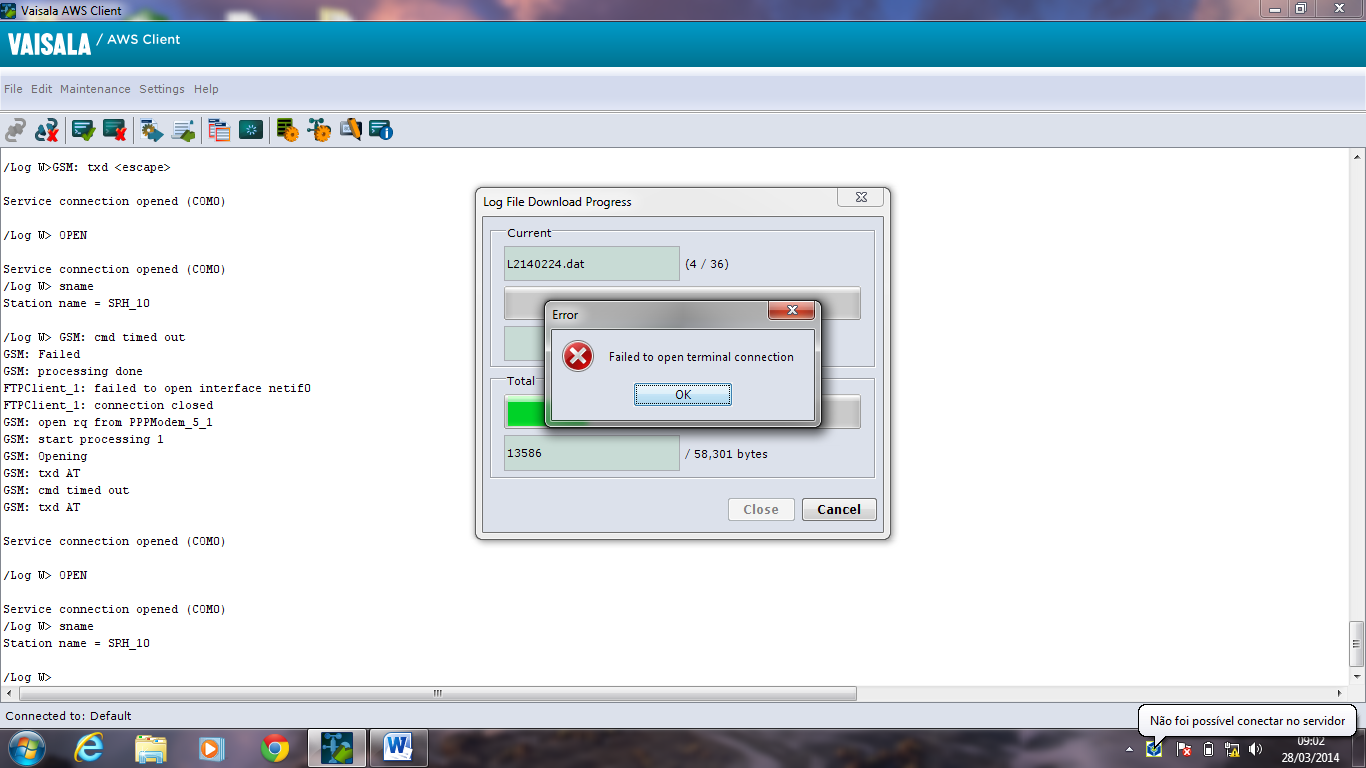 Vaisala AWS Client
VAISALA / AWS Client
File Edit Maintenance Settings Help
/Log W>GSM: txd <escape>
Service connection opened (COM0)
/Log W> OPEN
Service connection opened (COM0)
/Log W> sname
Station name = SRH_10
/Log W> GSM: cmd timed out
GSM: Failed
GSM: processing done
FTPClient_1: failed to open interface netif0
FTPClient_1: connection closed
GSM: open rq from PPPModem_5_1
GSM: start processing 1
GSM: Opening
GSM: txd AT
GSM: cmd timed out
GSM: txd AT
Service connection opened (COM0)
/Log W> OPEN
Service connection opened (COM0)
/Log W> sname
Station name = SRH_10
/Log W>
Log File Download Progress
Current
L2140224.dat (4 / 36)
Error
Failed to open terminal connection
OK
Total
13586 / 58,301 bytes
Close Cancel
Connected to: Default
Não foi possível conectar no servidor
09:02
28/03/2014